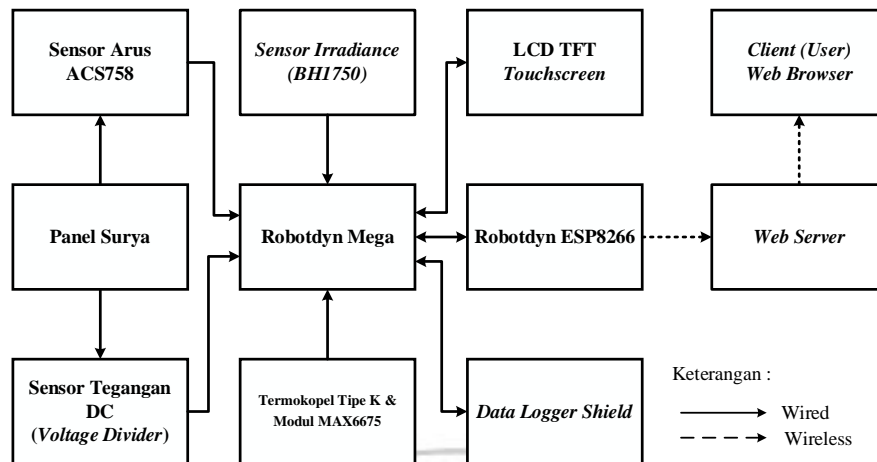 Sensor Arus
ACS758
Sensor Irradiance
(BH1750)
LCD TFT
Touchscreen
Client (User)
Web Browser
Panel Surya
Robotdyn Mega
Robotdyn ESP8266
Web Server
Sensor Tegangan
DC
(Voltage Divider)
Termokopel Tipe K &
Modul MAX6675
Data Logger Shield
Keterangan :
Wired
Wireless